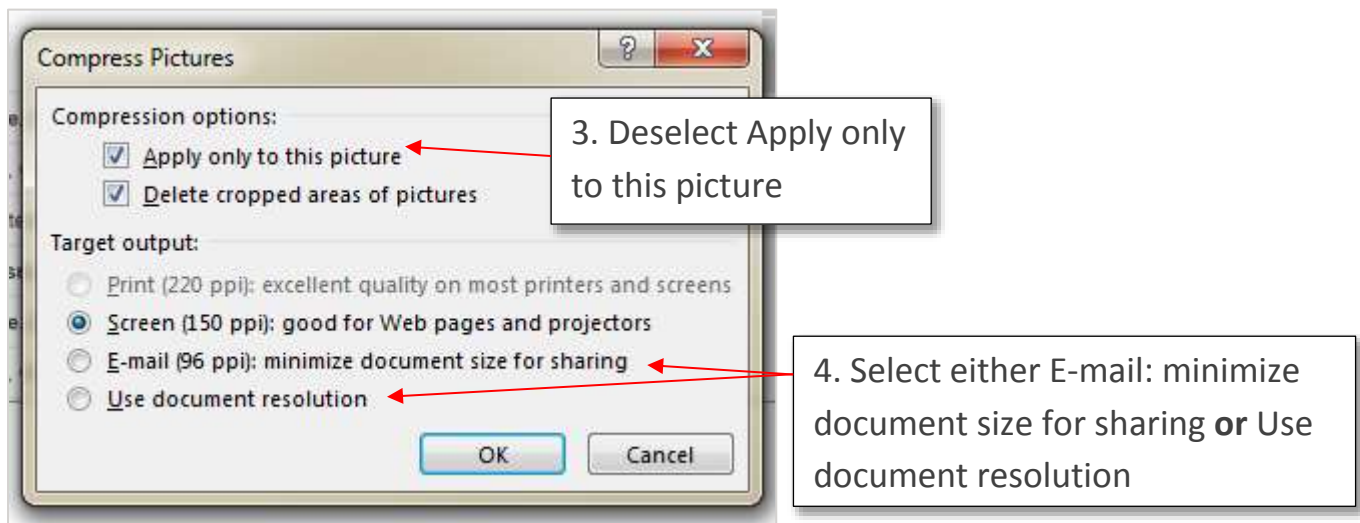 Compress Pictures
Compression options:
Apply only to this picture
Delete cropped areas of pictures
3. Deselect Apply only
to this picture
Target output:
Print (220 ppi): excellent quality on most printers and screens
Screen (150 ppi): good for Web pages and projectors
E-mail (96 ppi): minimize document size for sharing
Use document resolution
4. Select either E-mail: minimize
document size for sharing or Use
document resolution
OK
Cancel